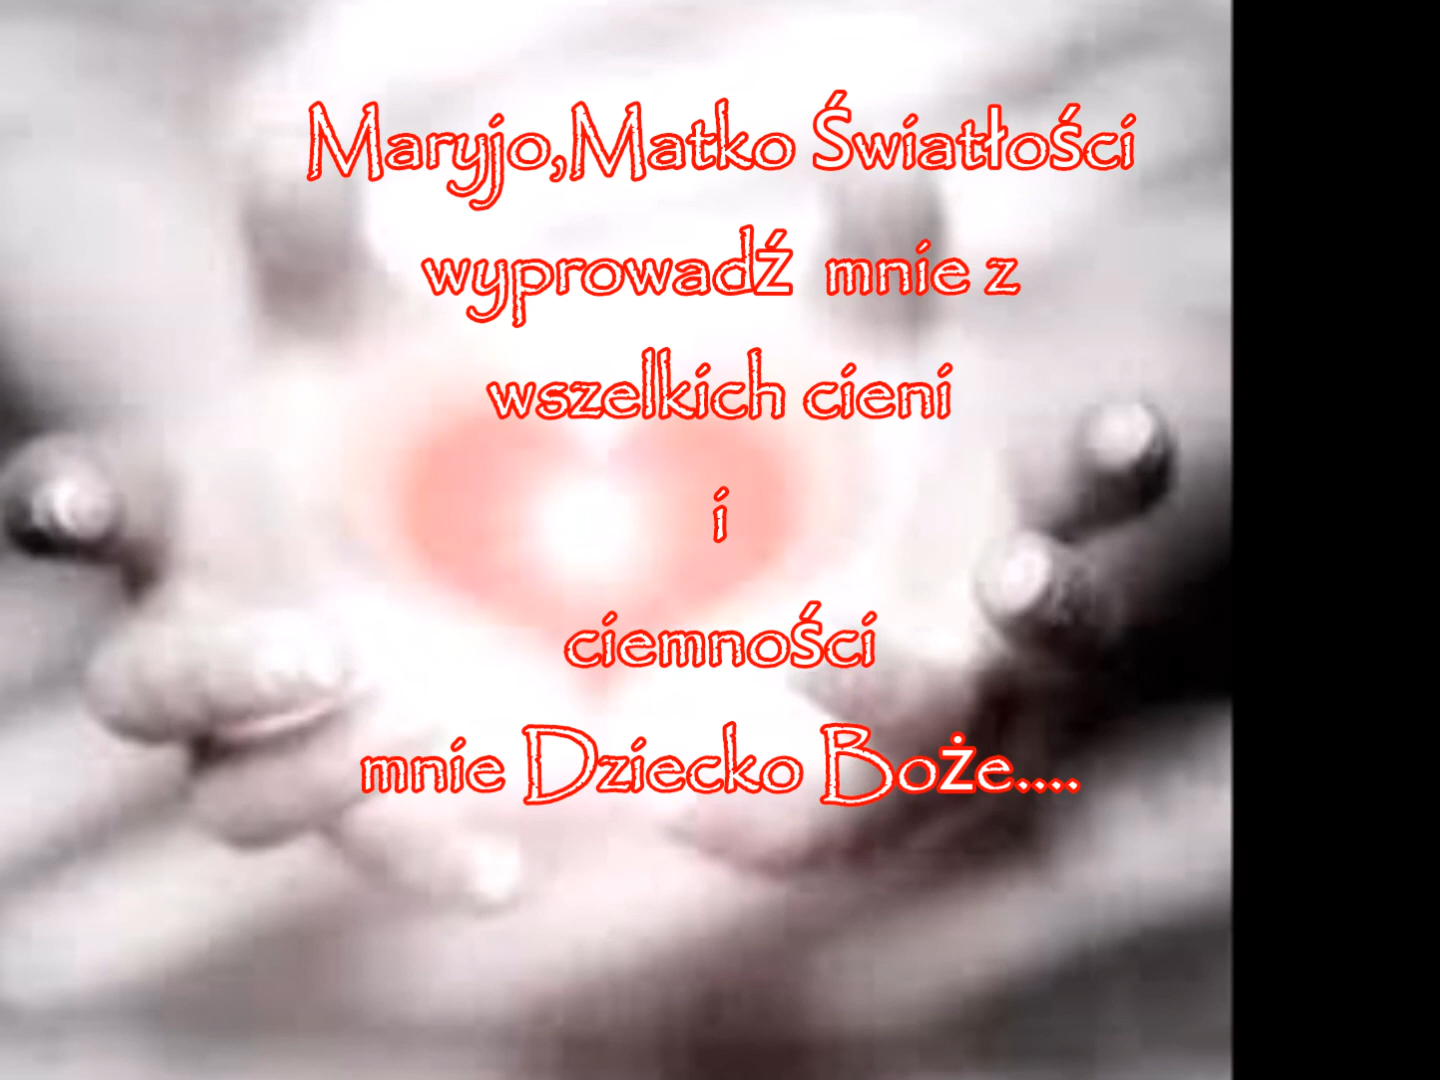 Maryjo,Matko Światłości
wyprowadź mnie z
wszelkich cieni
i
ciemności
mnie Dziecko Boże....